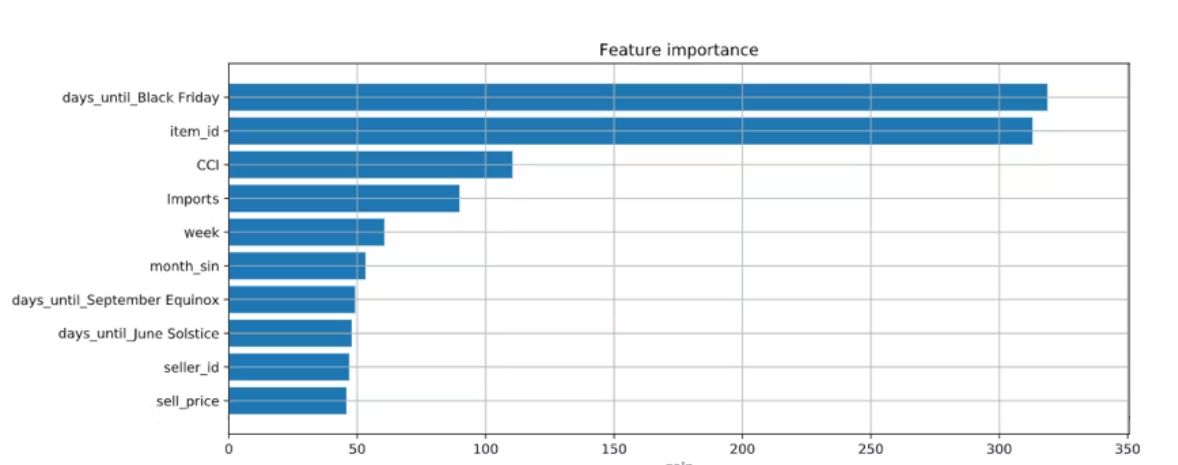 Feature importance
days_until_Black Friday
item_id
CCI
Imports
week
month_sin
days_until_September Equinox
days_until_June Solstice
seller_id
sell_price
0 50 100 150 200 250 300 350